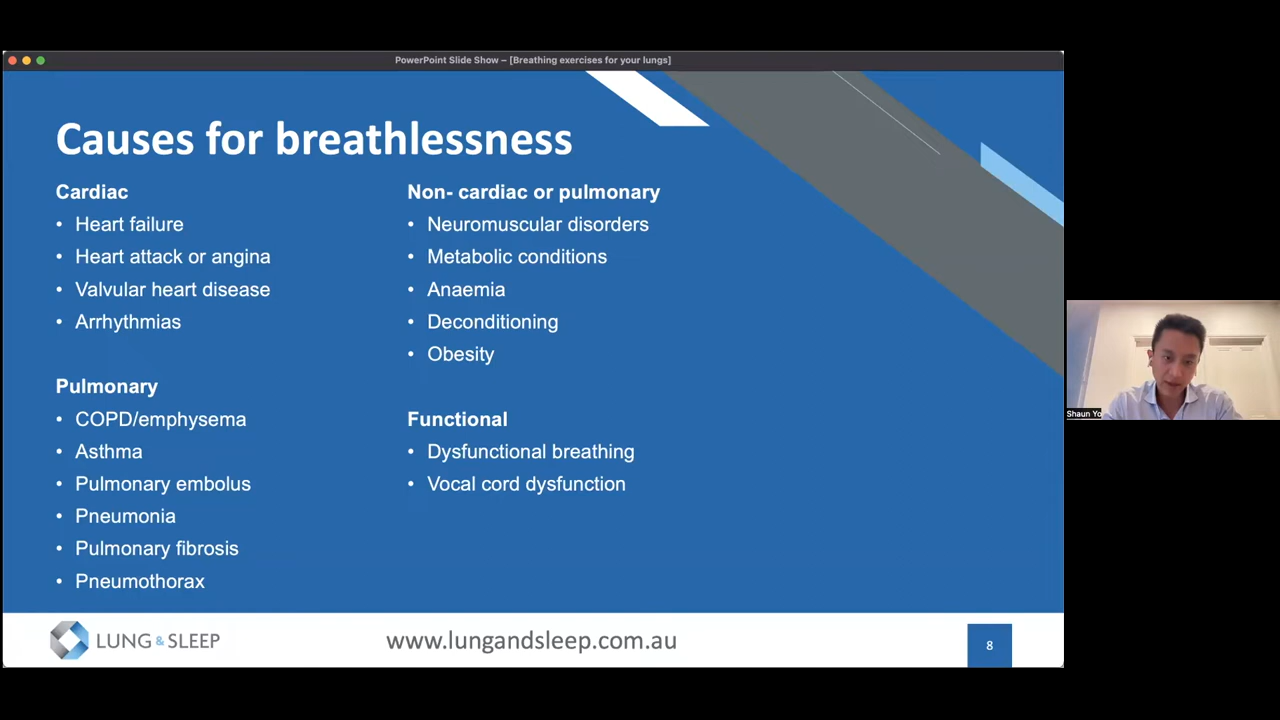 PowerPoint Slide Show – [Breathing exercises for your lungs]
Causes for breathlessness
Cardiac
• Heart failure
• Heart attack or angina
• Valvular heart disease
• Arrhythmias
Pulmonary
• COPD/emphysema
• Asthma
• Pulmonary embolus
• Pneumonia
• Pulmonary fibrosis
• Pneumothorax
Non- cardiac or pulmonary
• Neuromuscular disorders
• Metabolic conditions
• Anaemia
• Deconditioning
• Obesity
Functional
• Dysfunctional breathing
• Vocal cord dysfunction
LUNG & SLEEP
www.lungandsleep.com.au
8
Shaun Yo